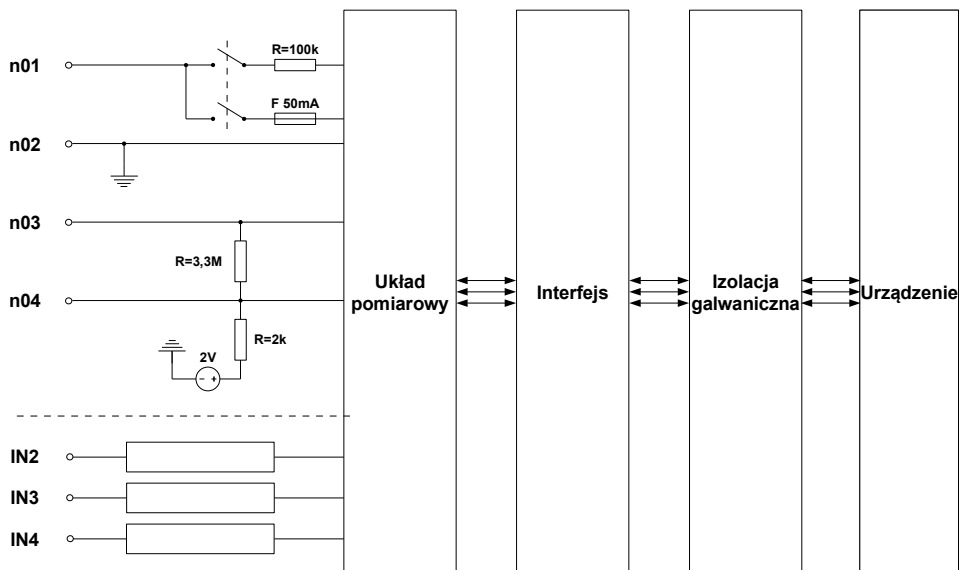 n01
R=100k
F 50mA
n02
n03
R=3,3M
n04
R=2k
2V
- +
IN2
IN3
IN4
Układ
pomiarowy
Interfejs
Izolacja
galwaniczna
Urządzenie